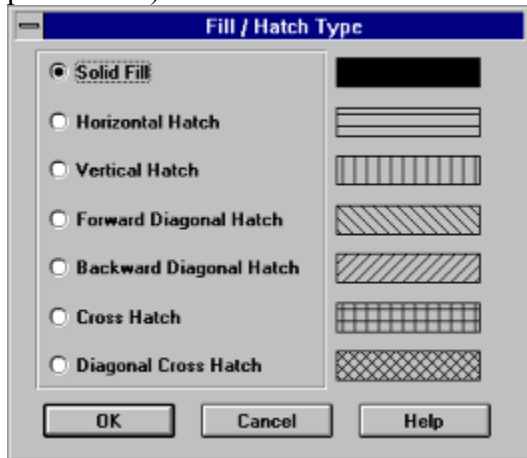 Fill / Hatch Type
Solid Fill
Horizontal Hatch
Vertical Hatch
Forward Diagonal Hatch
Backward Diagonal Hatch
Cross Hatch
Diagonal Cross Hatch
OK Cancel Help